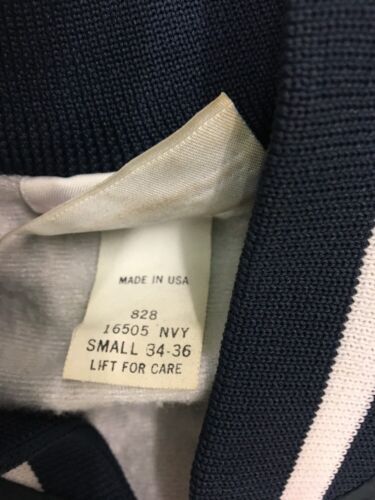 MADE IN USA
828
16505 NVY
SMALL 34-36
LIFT FOR CARE